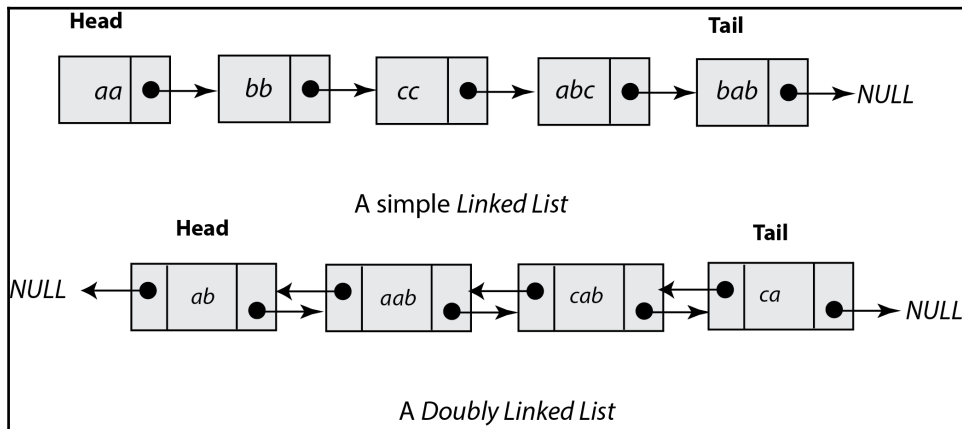 Head Tail
aa bb cc abc bab NULL
A simple Linked List
Head Tail
NULL ab aab cab ca NULL
A Doubly Linked List